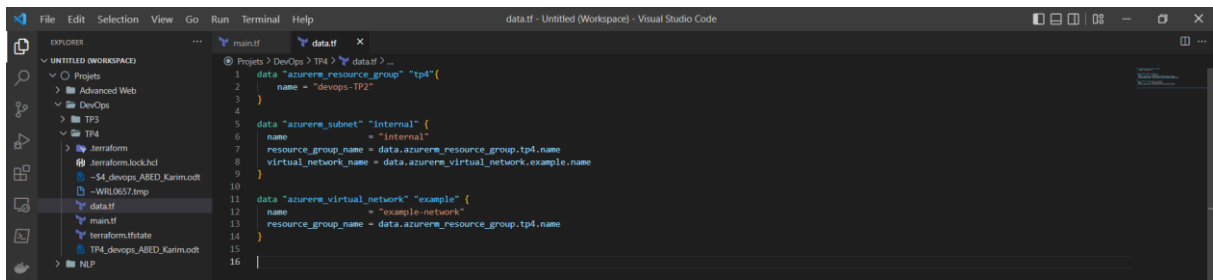 File Edit Selection View Go Run Terminal Help data.tf - Untitled (Workspace) - Visual Studio Code
EXPLORER ...
main.tf data.tf
UNTITLED (WORKSPACE)
Projets > DevOps > TP4 > data.tf > ...
Projets
Advanced Web
DevOps
TP3
TP4
.terraform
.terraform.lock.hcl
~$4_devops_ABED_Karim.odt
~WRL0657.tmp
data.tf
main.tf
terraform.tfstate
TP4_devops_ABED_Karim.odt
NLP
1 data "azurerm_resource_group" "tp4"{
2 name = "devops-TP2"
3 }
4
5 data "azurerm_subnet" "internal" {
6 name = "internal"
7 resource_group_name = data.azurerm_resource_group.tp4.name
8 virtual_network_name = data.azurerm_virtual_network.example.name
9 }
10
11 data "azurerm_virtual_network" "example" {
12 name = "example-network"
13 resource_group_name = data.azurerm_resource_group.tp4.name
14 }
15
16